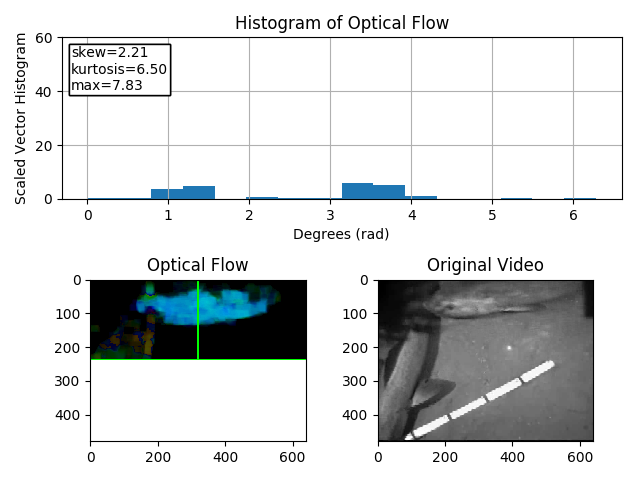 Histogram of Optical Flow
Scaled Vector Histogram
60
40
20
0
skew=2.21
kurtosis=6.50
max=7.83
0 1 2 3 4 5 6
Degrees (rad)
Optical Flow
0
100
200
300
400
0 200 400 600
Original Video
0
100
200
300
400
0 200 400 600